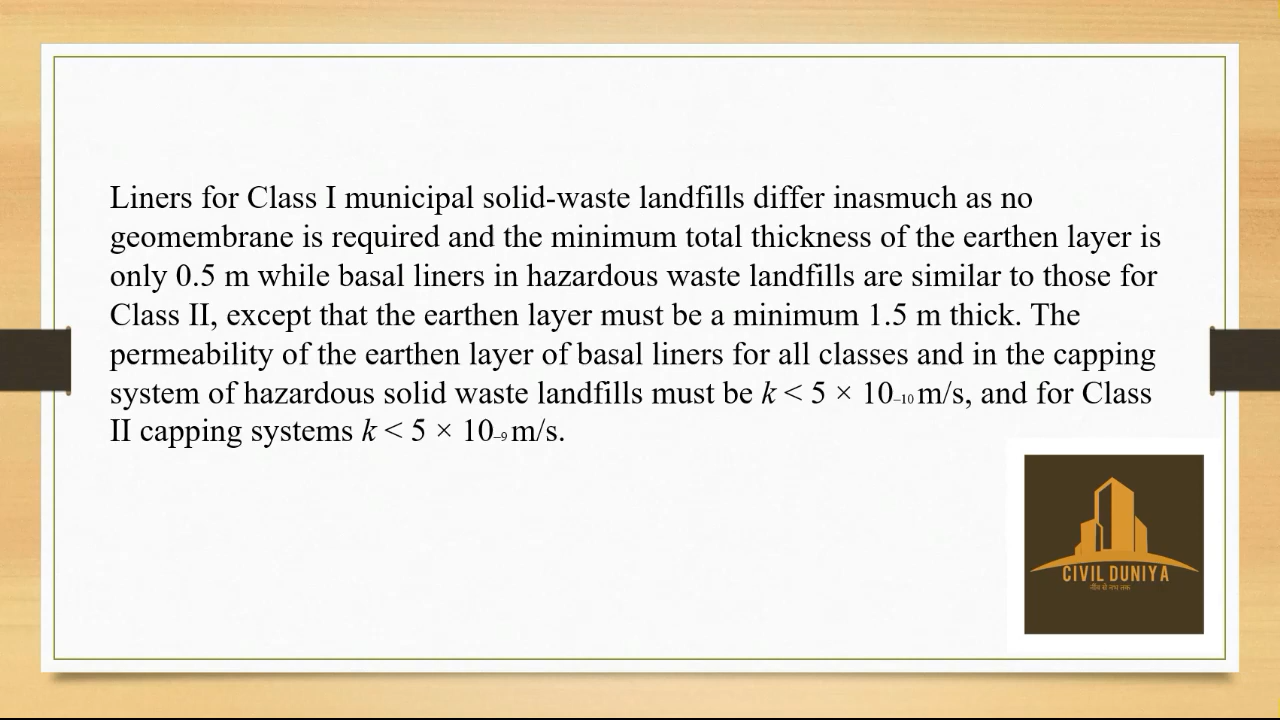 Liners for Class I municipal solid-waste landfills differ inasmuch as no
geomembrane is required and the minimum total thickness of the earthen layer is
only 0.5 m while basal liners in hazardous waste landfills are similar to those for
Class II, except that the earthen layer must be a minimum 1.5 m thick. The
permeability of the earthen layer of basal liners for all classes and in the capping
system of hazardous solid waste landfills must be k < 5 × 10₋₁₀ m/s, and for Class
II capping systems k < 5 × 10₋₉ m/s.
CIVIL DUNIYA
नींव से नभ तक